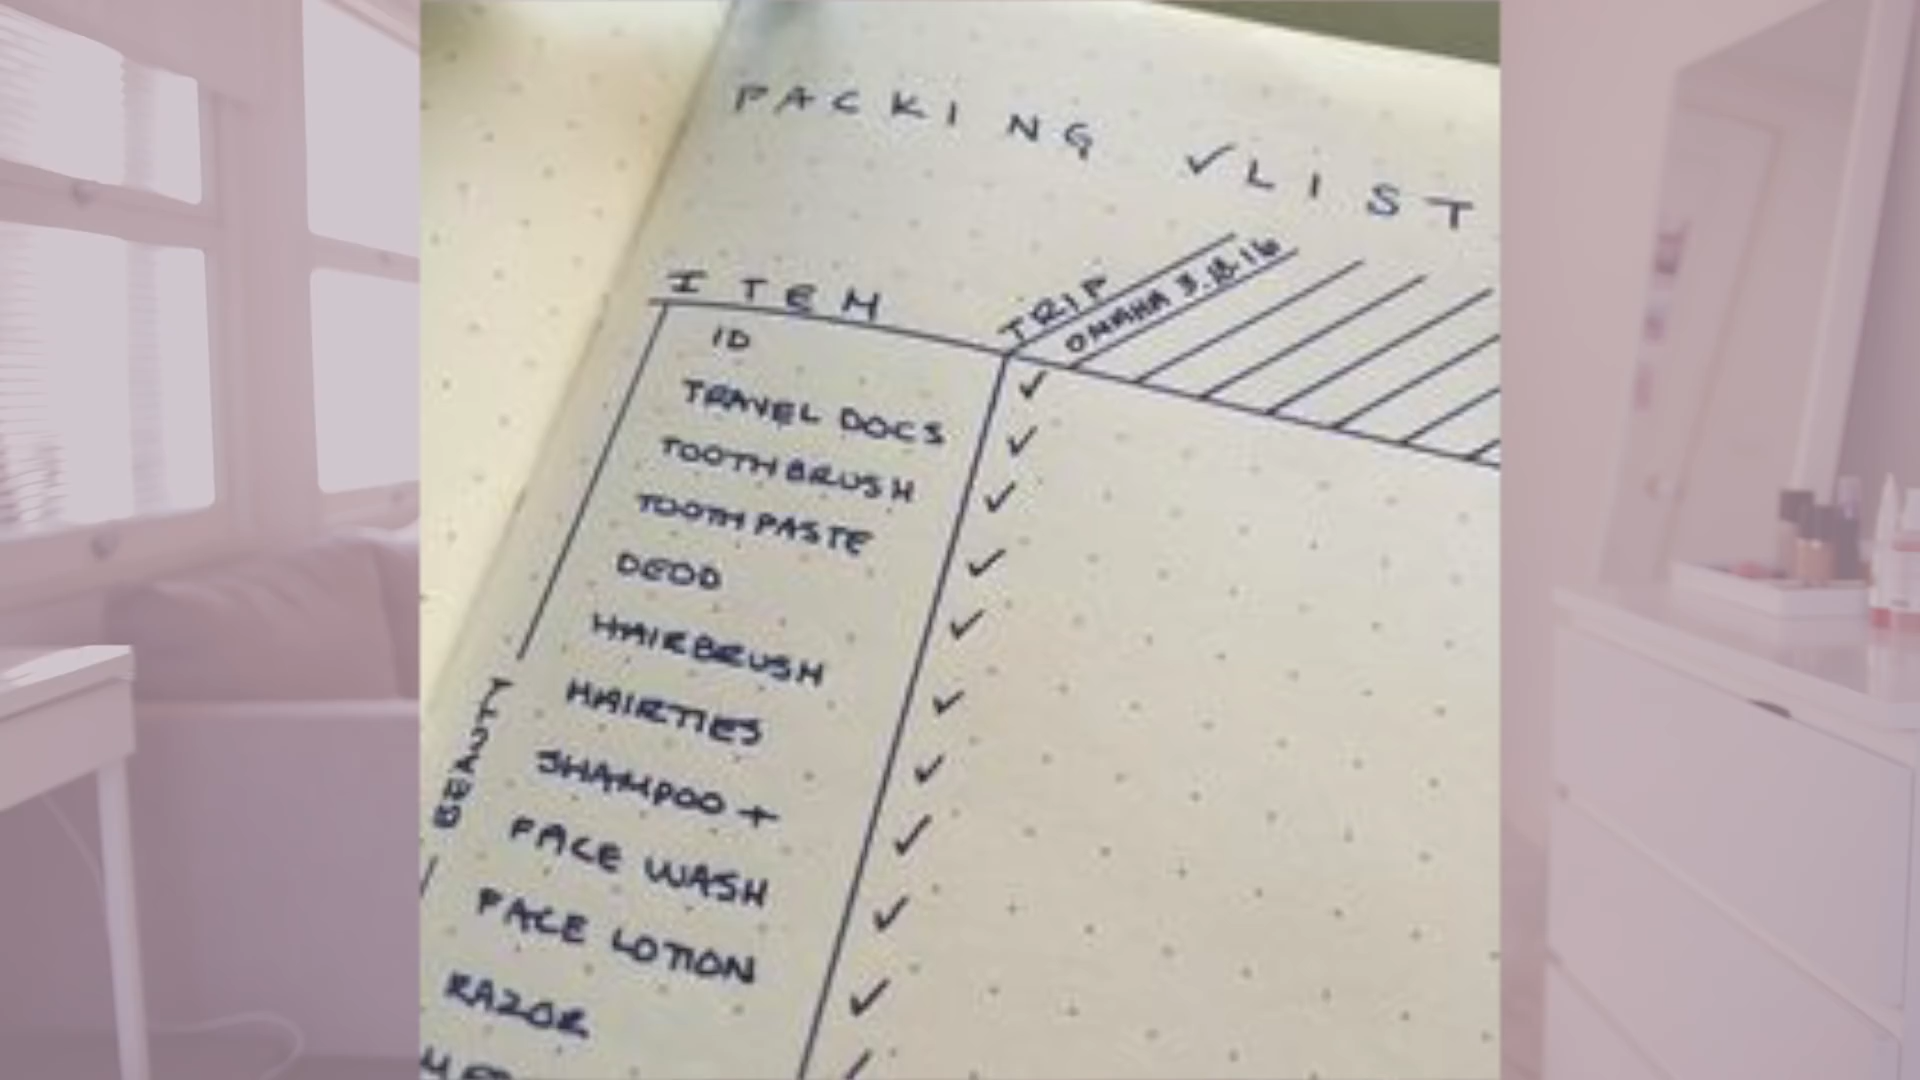 PACKING ✓LIST
ITEM
TRIP
OMAHA 3.18.16
ID ✓
TRAVEL DOCS ✓
TOOTHBRUSH ✓
TOOTHPASTE ✓
DEOD ✓
HAIRBRUSH ✓
HAIRTIES ✓
SHAMPOO + ✓
FACE WASH ✓
FACE LOTION ✓
RAZOR ✓